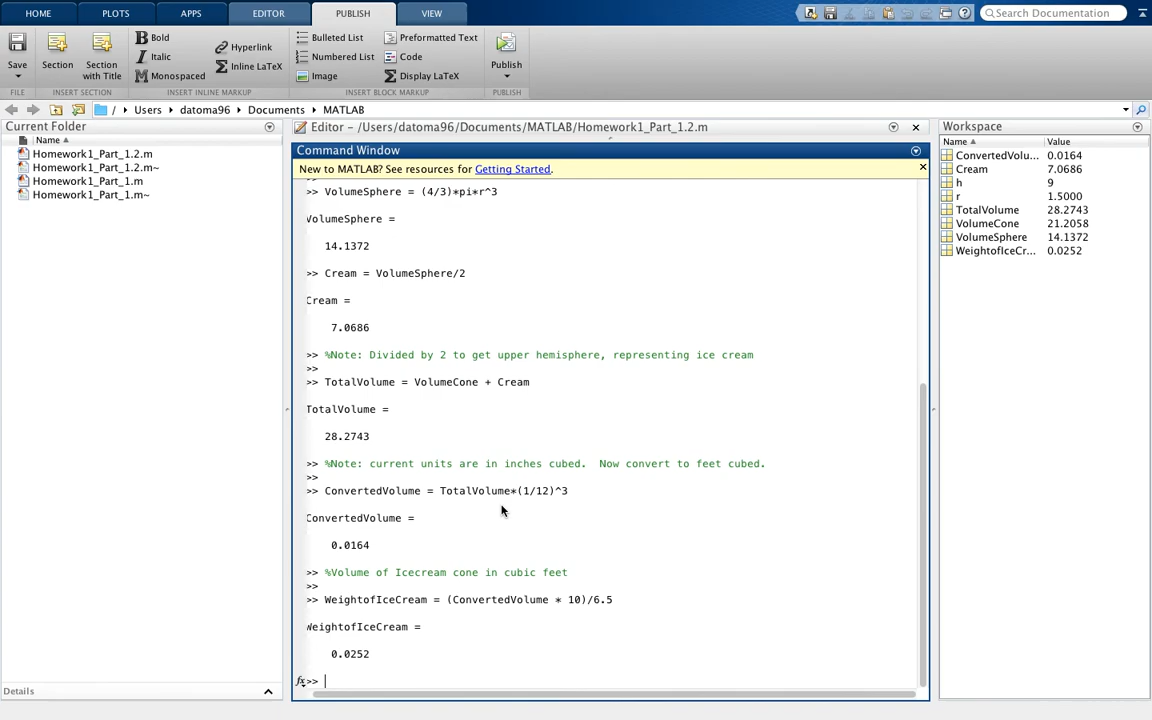 HOME PLOTS APPS EDITOR PUBLISH VIEW Search Documentation
Save Section Section with Title Bold Italic Monospaced Hyperlink Inline LaTeX Bulleted List Numbered List Image Preformatted Text Code Display LaTeX Publish
FILE INSERT SECTION INSERT INLINE MARKUP INSERT BLOCK MARKUP PUBLISH
/ Users datoma96 Documents MATLAB
Current Folder
Name
Homework1_Part_1.2.m
Homework1_Part_1.2.m~
Homework1_Part_1.m
Homework1_Part_1.m~
Details
Editor – /Users/datoma96/Documents/MATLAB/Homework1_Part_1.2.m
Command Window
New to MATLAB? See resources for Getting Started.
>> VolumeSphere = (4/3)*pi*r^3
VolumeSphere =
14.1372
>> Cream = VolumeSphere/2
Cream =
7.0686
>> %Note: Divided by 2 to get upper hemisphere, representing ice cream
>>
>> TotalVolume = VolumeCone + Cream
TotalVolume =
28.2743
>> %Note: current units are in inches cubed.  Now convert to feet cubed.
>>
>> ConvertedVolume = TotalVolume*(1/12)^3
ConvertedVolume =
0.0164
>> %Volume of Icecream cone in cubic feet
>>
>> WeightofIceCream = (ConvertedVolume * 10)/6.5
WeightofIceCream =
0.0252
fx >>
Workspace
Name Value
ConvertedVolu... 0.0164
Cream 7.0686
h 9
r 1.5000
TotalVolume 28.2743
VolumeCone 21.2058
VolumeSphere 14.1372
WeightofIceCr... 0.0252